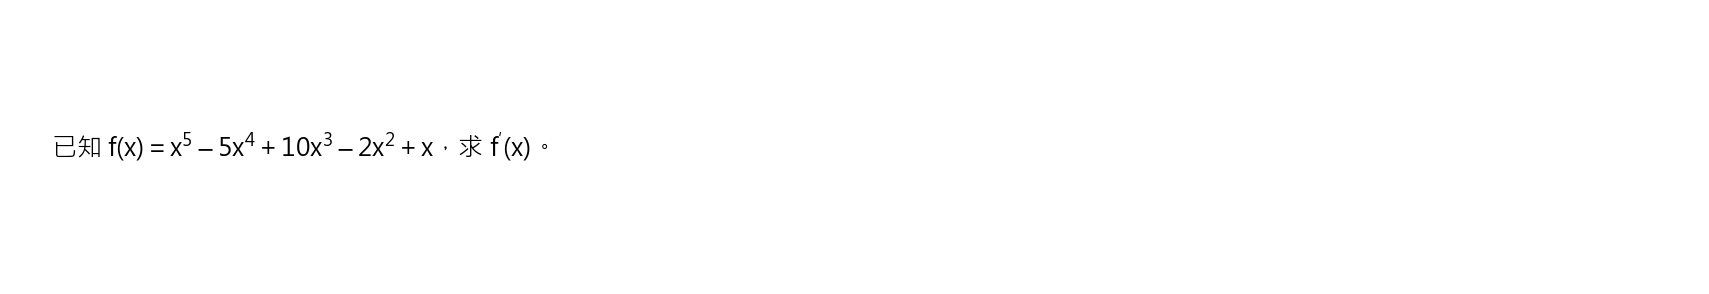 已知 f(x) = x⁵ – 5x⁴ + 10x³ – 2x² + x，求 f′(x)。